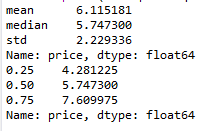 mean      6.115181
median    5.747300
std       2.229336
Name: price, dtype: float64
0.25    4.281225
0.50    5.747300
0.75    7.609975
Name: price, dtype: float64